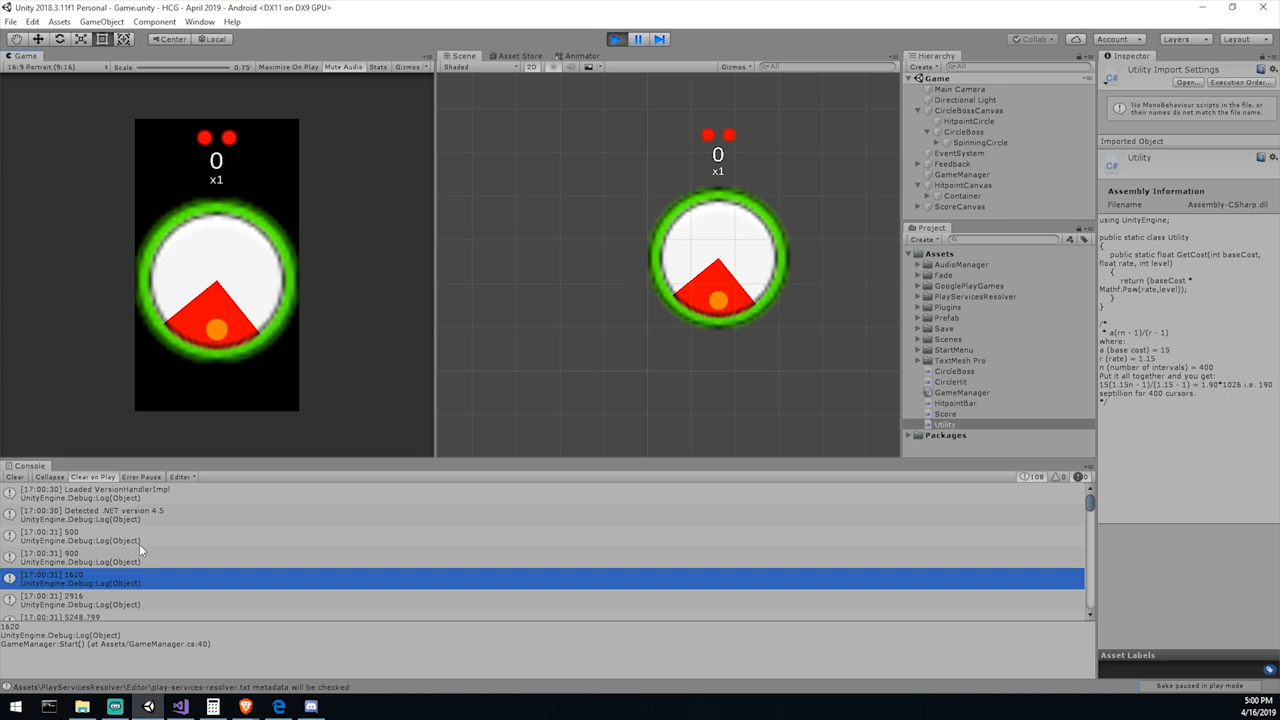 Unity 2018.3.11f1 Personal - Game.unity - HCG - April 2019 - Android <DX11 on DX9 GPU>
File Edit Assets GameObject Component Window Help
Center Local
Collab Account Layers Layout
Game
16:9 Portrait (9:16) Scale 0.75 Maximize On Play Mute Audio Stats Gizmos
0
x1
Scene Asset Store Animator
Shaded 2D Gizmos All
0
x1
Hierarchy
Create All
Game
Main Camera
Directional Light
CircleBossCanvas
HitpointCircle
CircleBoss
SpinningCircle
EventSystem
Feedback
GameManager
HitpointCanvas
Container
ScoreCanvas
Project
Create
Assets
AudioManager
Fade
GooglePlayGames
PlayServicesResolver
Plugins
Prefab
Save
Scenes
StartMenu
TextMesh Pro
CircleBoss
CircleHit
GameManager
HitpointBar
Score
Utility
Packages
Inspector
Utility Import Settings
Open... Execution Order...
No MonoBehaviour scripts in the file, or
their names do not match the file name.
Imported Object
Utility
Assembly Information
Filename Assembly-CSharp.dll
using UnityEngine;
public static class Utility
{
public static float GetCost(int baseCost,
float rate, int level)
{
return (baseCost *
Mathf.Pow(rate,level));
}
}
/*
* a(rn - 1)/(r - 1)
where:
a (base cost) = 15
r (rate) = 1.15
n (number of intervals) = 400
Put it all together and you get:
15(1.15n - 1)/(1.15 - 1) = 1.90*1026 i.e. 190
septillion for 400 cursors.
*/
Asset Labels
Console
Clear Collapse Clear on Play Error Pause Editor 108 0 0
[17:00:30] Loaded VersionHandlerImpl
UnityEngine.Debug:Log(Object)
[17:00:30] Detected .NET version 4.5
UnityEngine.Debug:Log(Object)
[17:00:31] 500
UnityEngine.Debug:Log(Object)
[17:00:31] 900
UnityEngine.Debug:Log(Object)
[17:00:31] 1620
UnityEngine.Debug:Log(Object)
[17:00:31] 2916
UnityEngine.Debug:Log(Object)
[17:00:31] 5248.799
1620
UnityEngine.Debug:Log(Object)
GameManager:Start() (at Assets/GameManager.cs:40)
Assets\PlayServicesResolver\Editor\play-services-resolver.txt metadata will be checked
Bake paused in play mode
5:00 PM
4/16/2019